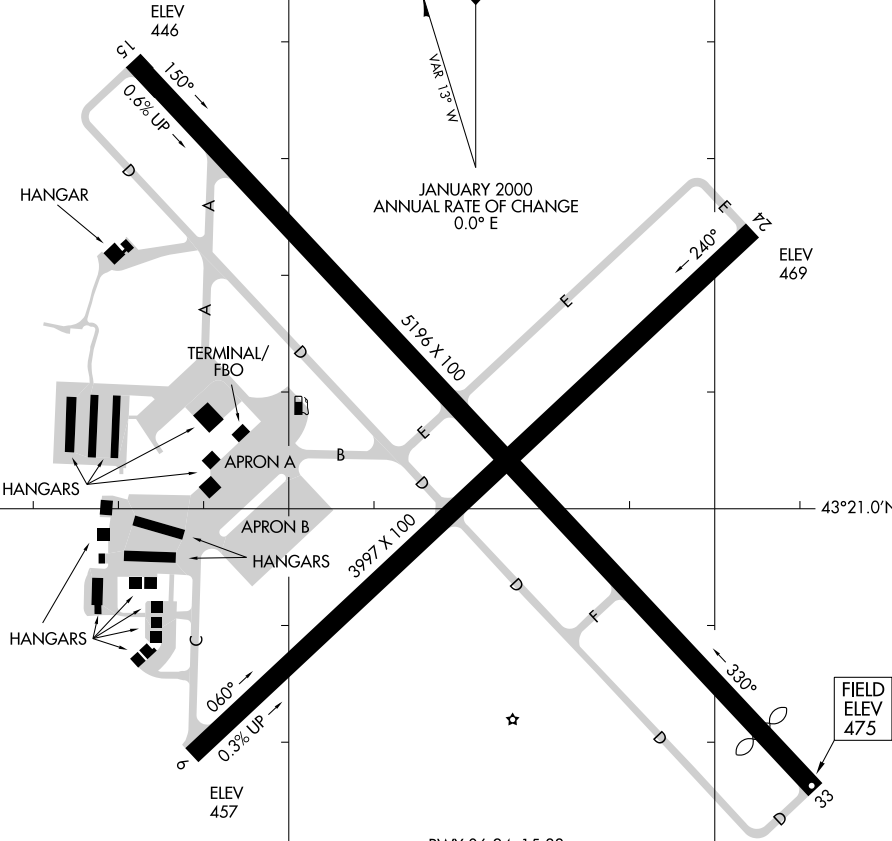 ELEV
446
15
150°
0.6% UP
VAR 13° W
JANUARY 2000
ANNUAL RATE OF CHANGE
0.0° E
D
HANGAR
A
E
24
240°
ELEV
469
A
E
5196 X 100
D
TERMINAL/
FBO
E
B
APRON A
HANGARS
D
43°21.0'N
APRON B
3997 X 100
HANGARS
D
F
HANGARS
C
330°
060°
0.3% UP
FIELD
ELEV
475
D
9
ELEV
457
33
D